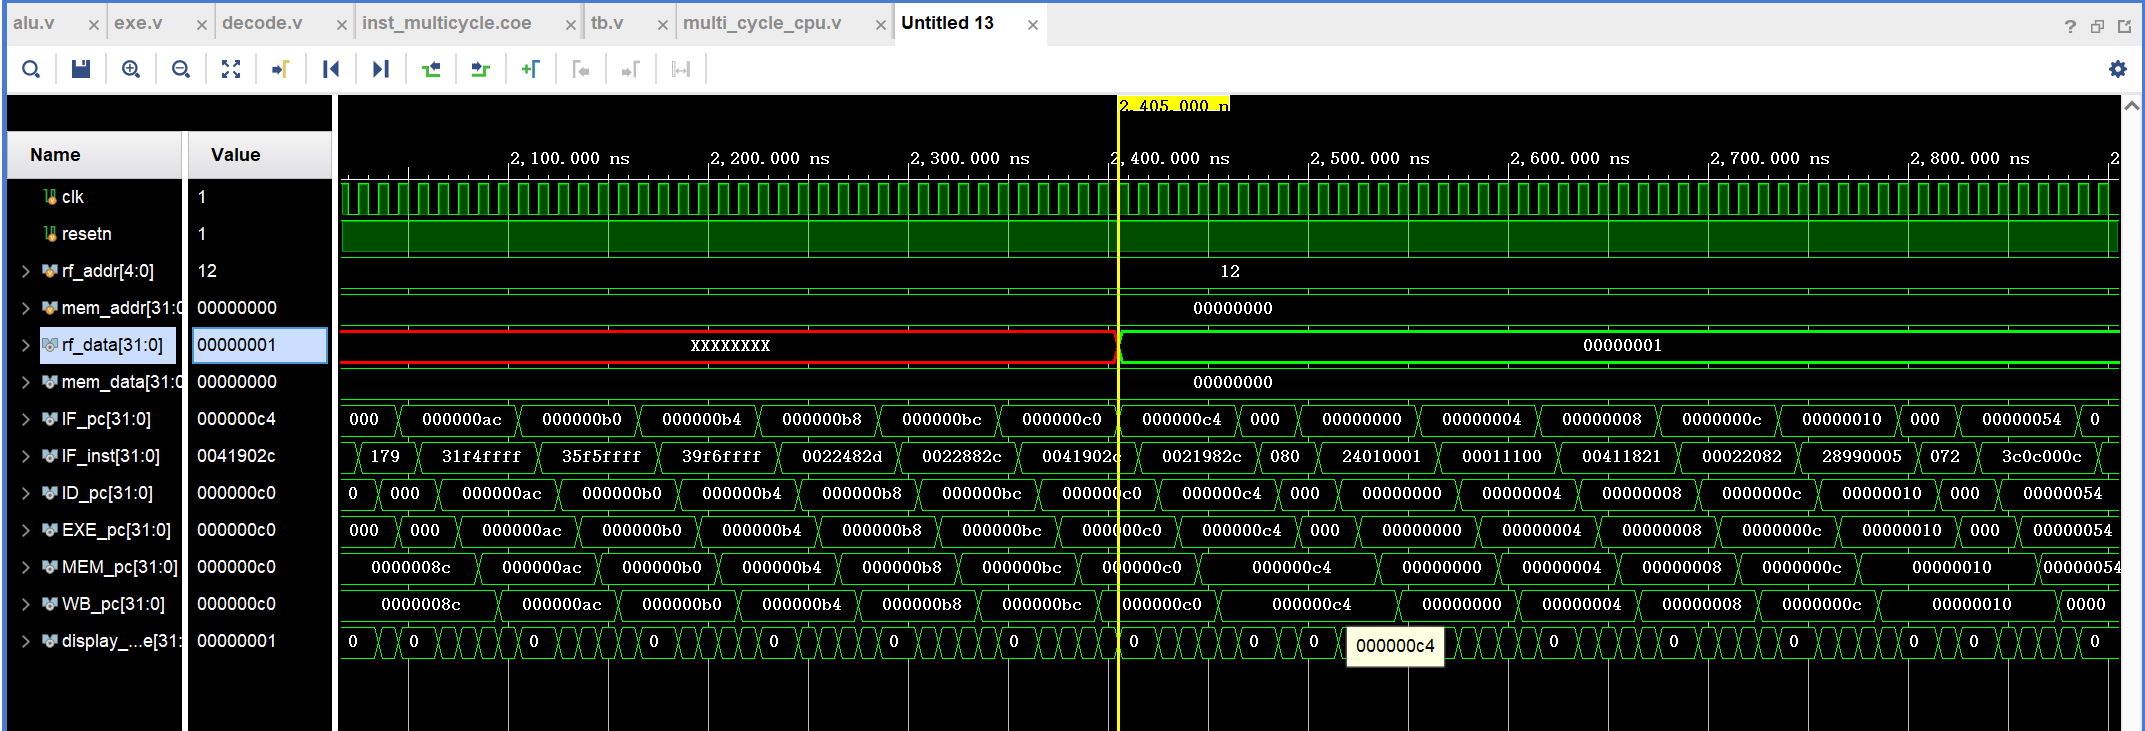 alu.v × exe.v × decode.v × inst_multicycle.coe × tb.v × multi_cycle_cpu.v × Untitled 13 ×
2,405.000 n
Name Value
2,100.000 ns 2,200.000 ns 2,300.000 ns 2,400.000 ns 2,500.000 ns 2,600.000 ns 2,700.000 ns 2,800.000 ns 2
clk 1
resetn 1
rf_addr[4:0] 12 12
mem_addr[31:0 00000000 00000000
rf_data[31:0] 00000001 XXXXXXXX 00000001
mem_data[31:0 00000000 00000000
IF_pc[31:0] 000000c4 000 000000ac 000000b0 000000b4 000000b8 000000bc 000000c0 000000c4 000 00000000 00000004 00000008 0000000c 00000010 000 00000054 0
IF_inst[31:0] 0041902c 179 31f4ffff 35f5ffff 39f6ffff 0022482d 0022882c 0041902c 0021982c 080 24010001 00011100 00411821 00022082 28990005 072 3c0c000c
ID_pc[31:0] 000000c0 0 000 000000ac 000000b0 000000b4 000000b8 000000bc 000000c0 000000c4 000 00000000 00000004 00000008 0000000c 00000010 000 00000054
EXE_pc[31:0] 000000c0 000 000 000000ac 000000b0 000000b4 000000b8 000000bc 000000c0 000000c4 000 00000000 00000004 00000008 0000000c 00000010 000 00000054
MEM_pc[31:0] 000000c0 0000008c 000000ac 000000b0 000000b4 000000b8 000000bc 000000c0 000000c4 00000000 00000004 00000008 0000000c 00000010 00000054
WB_pc[31:0] 000000c0 0000008c 000000ac 000000b0 000000b4 000000b8 000000bc 000000c0 000000c4 00000000 00000004 00000008 0000000c 00000010 0000
display_...e[31: 00000001 0 0 0 0 0 0 0 0 0 0 0 0 0 0 0 0
000000c4